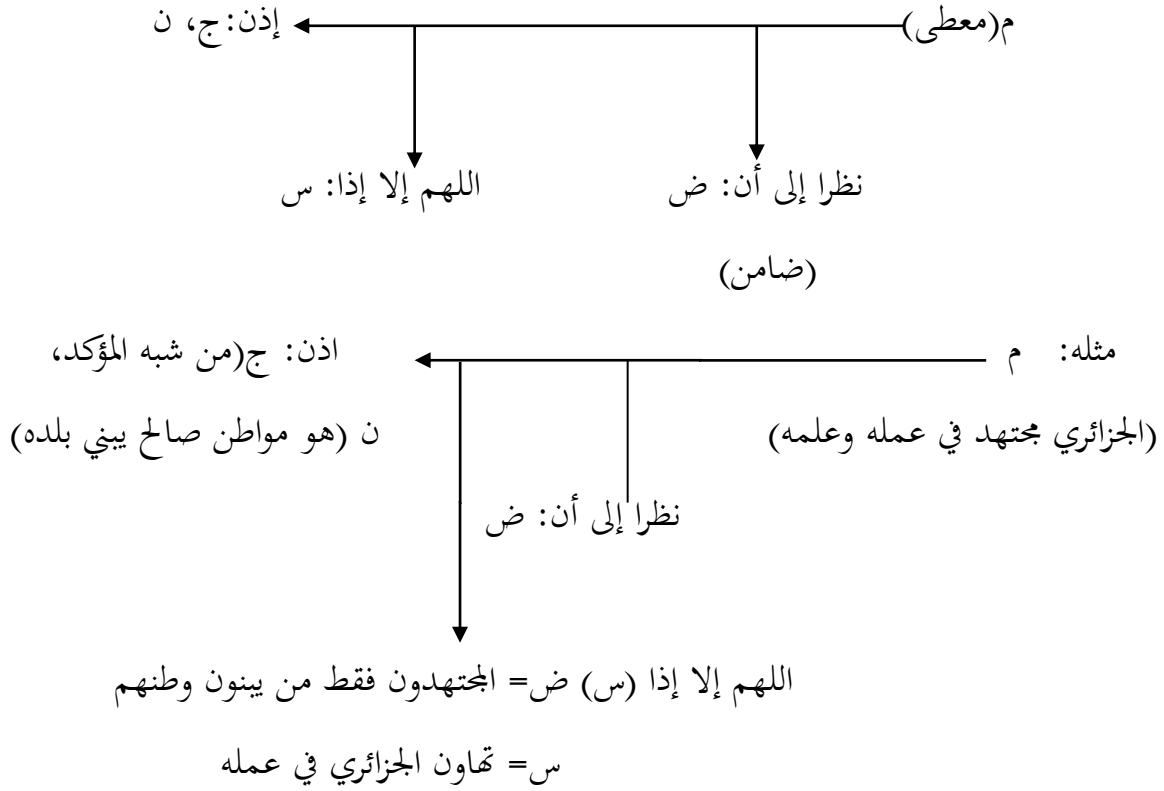 م(معطى) إذن: ج، ن
نظرا إلى أن: ض اللهم إلا إذا: س
(ضامن)
مثله: م اذن: ج(من شبه المؤكد،
(الجزائري مجتهد في عمله وعلمه) ن (هو مواطن صالح يبني بلده)
نظرا إلى أن: ض
اللهم إلا إذا (س) ض= المجتهدون فقط من يبنون وطنهم
س= تهاون الجزائري في عمله